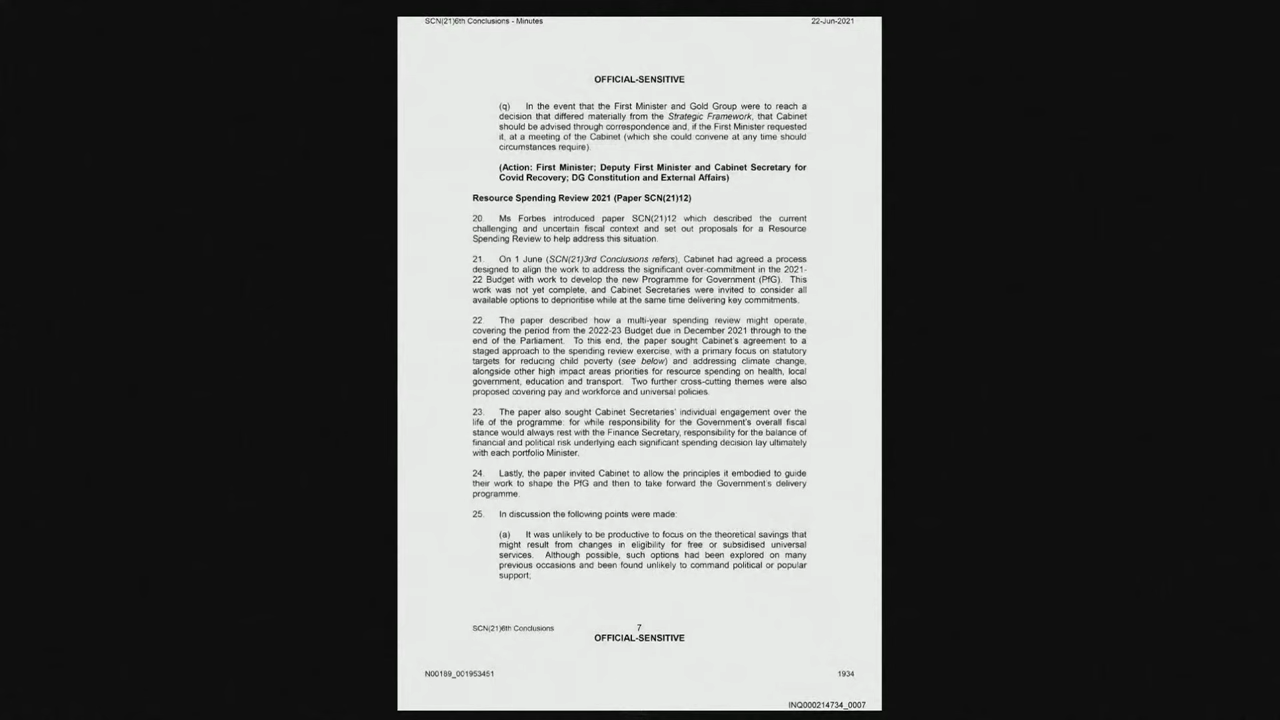 SCN(21)6th Conclusions - Minutes 22-Jun-2021
OFFICIAL-SENSITIVE
(q) In the event that the First Minister and Gold Group were to reach a
decision that differed materially from the Strategic Framework, that Cabinet
should be advised through correspondence and, if the First Minister requested
it, at a meeting of the Cabinet (which she could convene at any time should
circumstances require).
(Action: First Minister; Deputy First Minister and Cabinet Secretary for
Covid Recovery; DG Constitution and External Affairs)
Resource Spending Review 2021 (Paper SCN(21)12)
20. Ms Forbes introduced paper SCN(21)12 which described the current
challenging and uncertain fiscal context and set out proposals for a Resource
Spending Review to help address this situation.
21. On 1 June (SCN(21)3rd Conclusions refers), Cabinet had agreed a process
designed to align the work to address the significant over-commitment in the 2021-
22 Budget with work to develop the new Programme for Government (PfG). This
work was not yet complete, and Cabinet Secretaries were invited to consider all
available options to deprioritise while at the same time delivering key commitments.
22 The paper described how a multi-year spending review might operate,
covering the period from the 2022-23 Budget due in December 2021 through to the
end of the Parliament. To this end, the paper sought Cabinet's agreement to a
staged approach to the spending review exercise, with a primary focus on statutory
targets for reducing child poverty (see below) and addressing climate change,
alongside other high impact areas priorities for resource spending on health, local
government, education and transport. Two further cross-cutting themes were also
proposed covering pay and workforce and universal policies.
23. The paper also sought Cabinet Secretaries' individual engagement over the
life of the programme: for while responsibility for the Government's overall fiscal
stance would always rest with the Finance Secretary, responsibility for the balance of
financial and political risk underlying each significant spending decision lay ultimately
with each portfolio Minister.
24. Lastly, the paper invited Cabinet to allow the principles it embodied to guide
their work to shape the PfG and then to take forward the Government's delivery
programme.
25. In discussion the following points were made:
(a) It was unlikely to be productive to focus on the theoretical savings that
might result from changes in eligibility for free or subsidised universal
services. Although possible, such options had been explored on many
previous occasions and been found unlikely to command political or popular
support;
SCN(21)6th Conclusions 7
OFFICIAL-SENSITIVE
N00189_001953451 1934
INQ000214734_0007